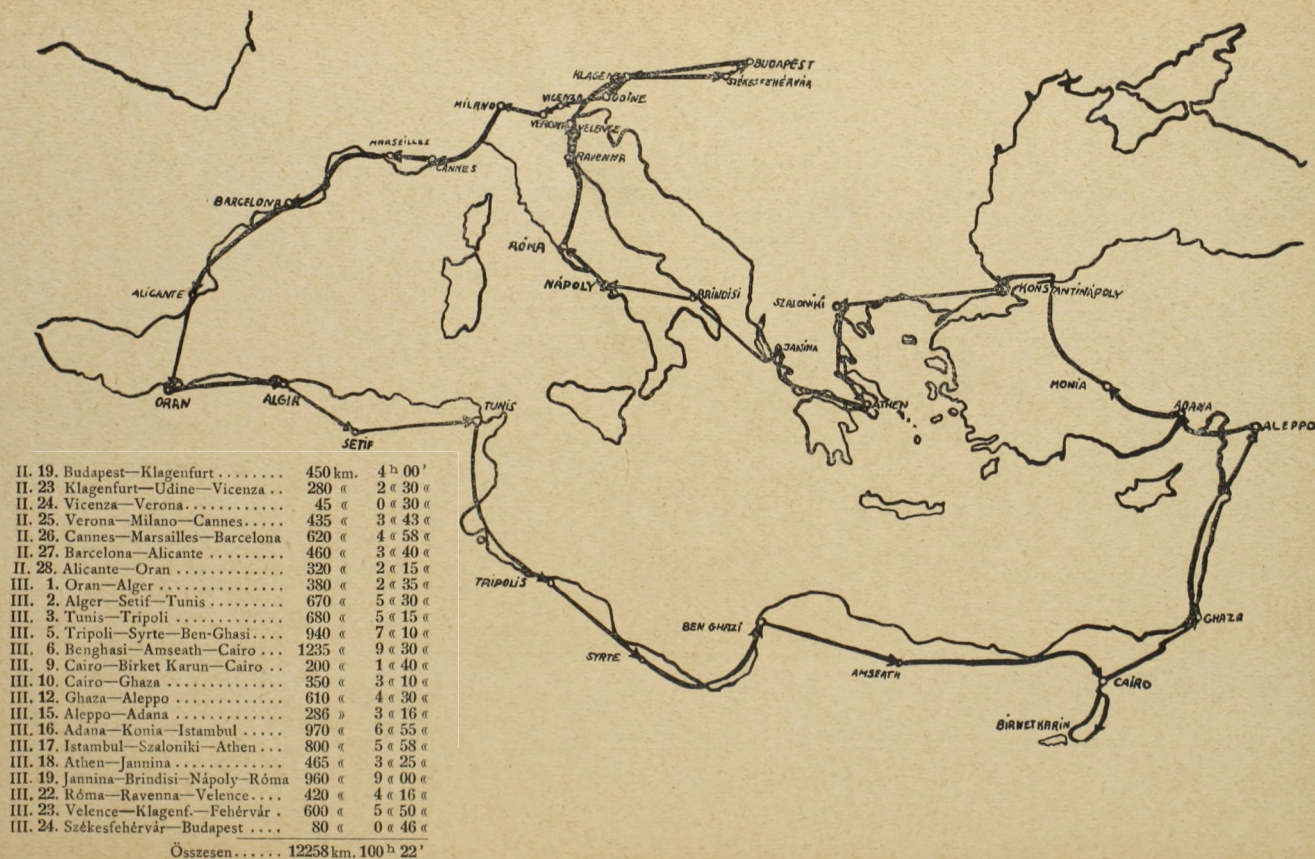 BUDAPEST
KLAGEN
SZÉKESFEHÉRVÁR
VICENZA
UDINE
MILANO
VERONA
VELENCE
MARSEILLES
CANNES
RAVENNA
BARCELONA
RÓMA
NÁPOLY
BRINDISI
ALICANTE
SZALONIKI
KONSTANTINÁPOLY
JANINA
MONIA
ORAN
ALGIR
SETIF
TUNIS
ATHEN
ADANA
ALEPPO
TRIPOLIS
SYRTE
BEN GHAZI
AMSEATH
GHAZA
CAIRO
BIRWETKARIN
II. 19. Budapest—Klagenfurt ........ 450 km. 4 h 00'
II. 23 Klagenfurt—Udine—Vicenza .. 280 « 2 « 30 «
II. 24. Vicenza—Verona............ 45 « 0 « 30 «
II. 25. Verona—Milano—Cannes..... 435 « 3 « 43 «
II. 26. Cannes—Marsailles—Barcelona 620 « 4 « 58 «
II. 27. Barcelona—Alicante ......... 460 « 3 « 40 «
II. 28. Alicante—Oran ............. 320 « 2 « 15 «
III. 1. Oran—Alger ............... 380 « 2 « 35 «
III. 2. Alger—Setif—Tunis ......... 670 « 5 « 30 «
III. 3. Tunis—Tripoli ............. 680 « 5 « 15 «
III. 5. Tripoli—Syrte—Ben-Ghasi.... 940 « 7 « 10 «
III. 6. Benghasi—Amseath—Cairo ... 1235 « 9 « 30 «
III. 9. Cairo—Birket Karun—Cairo .. 200 « 1 « 40 «
III. 10. Cairo—Ghaza ............. 350 « 3 « 10 «
III. 12. Ghaza—Aleppo ............ 610 « 4 « 30 «
III. 15. Aleppo—Adana ............ 286 » 3 « 16 «
III. 16. Adana—Konia—Istambul ..... 970 « 6 « 55 «
III. 17. Istambul—Szaloniki—Athen ... 800 « 5 « 58 «
III. 18. Athen—Jannina ............ 465 « 3 « 25 «
III. 19. Jannina—Brindisi—Nápoly—Róma 960 « 9 « 00 «
III. 22. Róma—Ravenna—Velence.... 420 « 4 « 16 «
III. 23. Velence—Klagenf.—Fehérvár . 600 « 5 « 50 «
III. 24. Székesfehérvár—Budapest .... 80 « 0 « 46 «
Összesen...... 12258 km. 100 h 22'